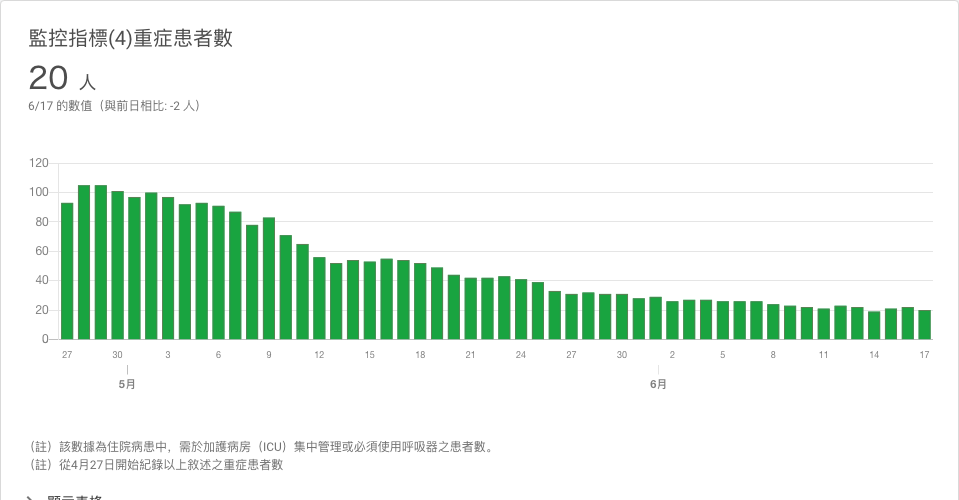 監控指標(4)重症患者數
20 人
6/17 的數值（與前日相比: -2 人）
120
100
80
60
40
20
0
27 30 3 6 9 12 15 18 21 24 27 30 2 5 8 11 14 17
5月 6月
（註）該數據為住院病患中，需於加護病房（ICU）集中管理或必須使用呼吸器之患者數。
（註）從4月27日開始紀錄以上敘述之重症患者數
顯示表格